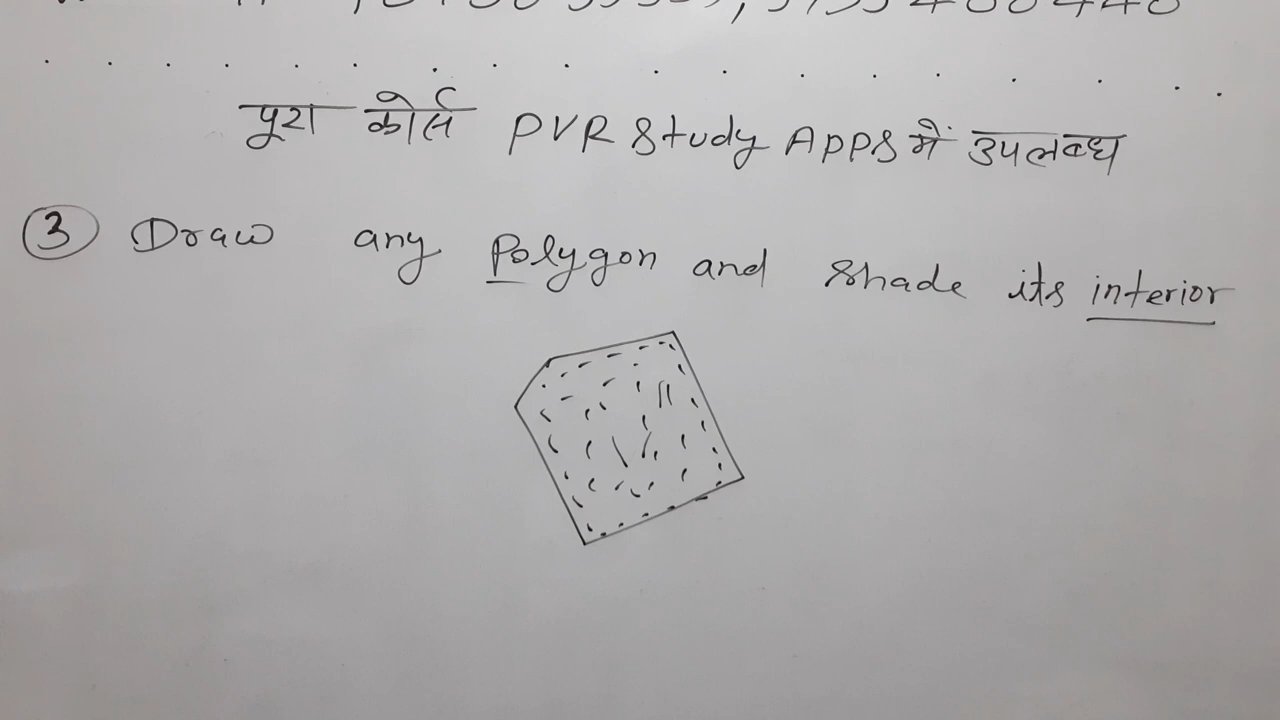 पूरा कोर्स PVR Study Apps में उपलब्ध
③ Draw any Polygon and shade its interior